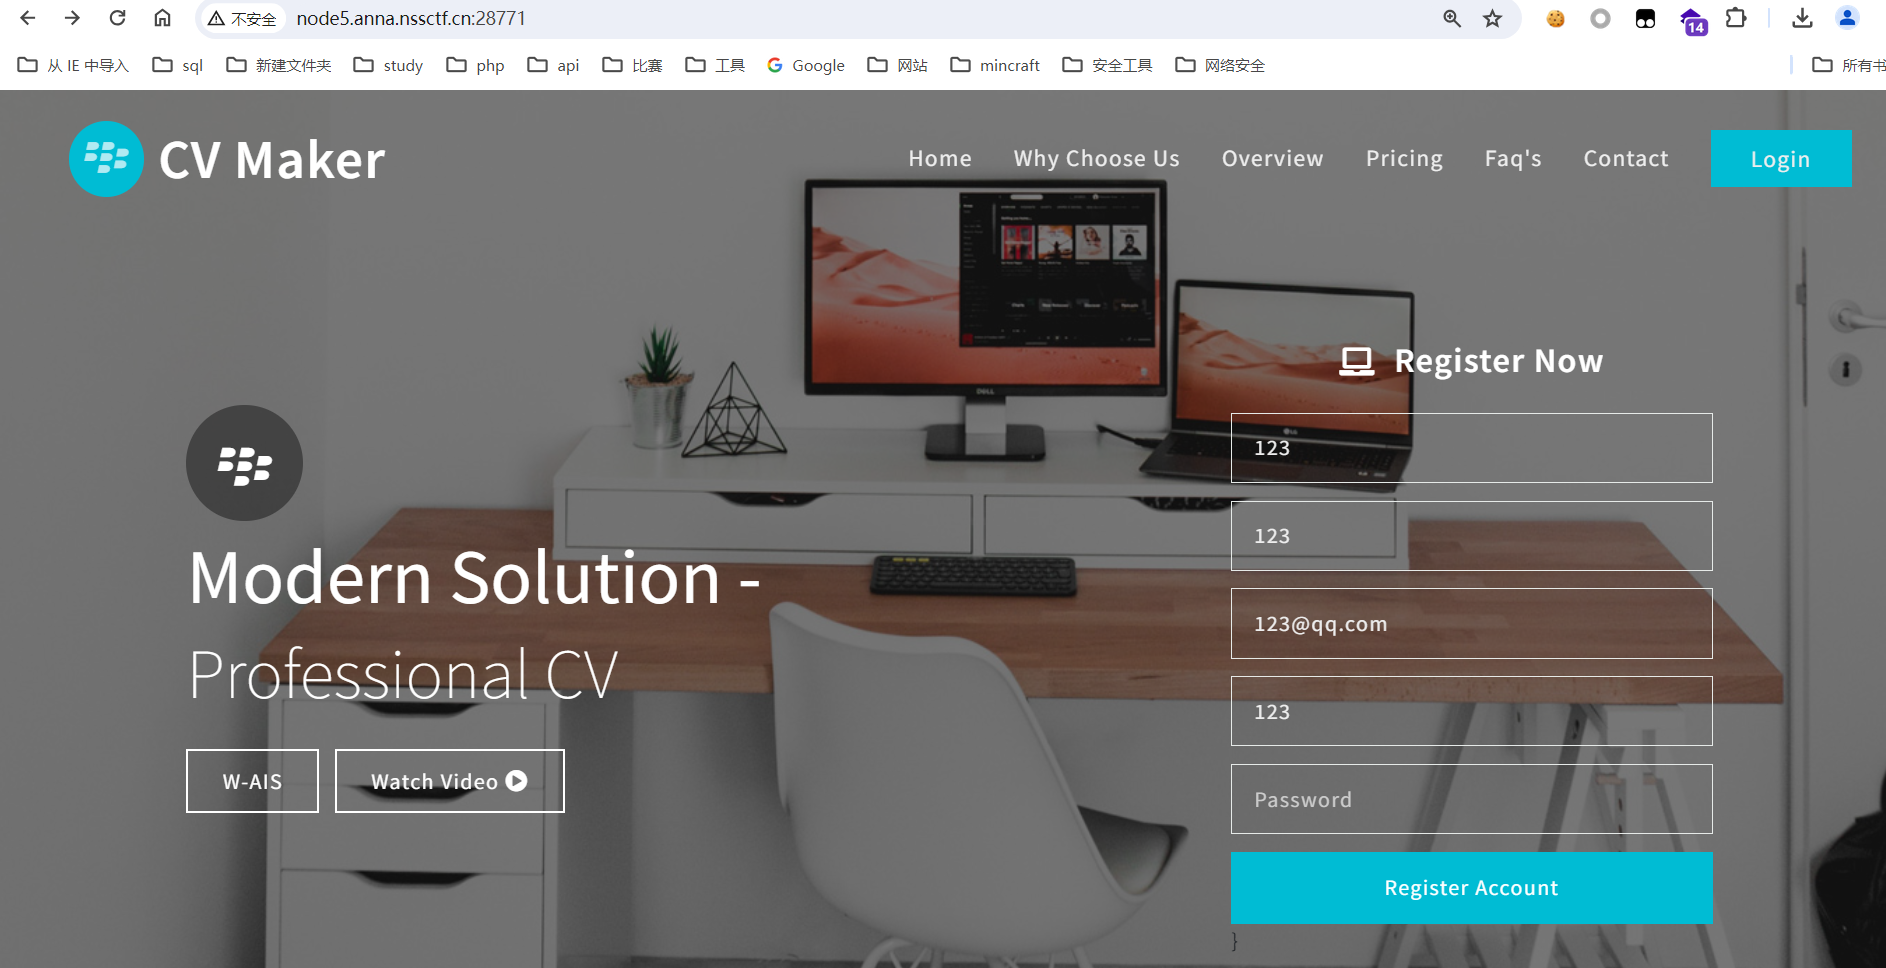 不安全 node5.anna.nssctf.cn:28771
14
从 IE 中导入 sql 新建文件夹 study php api 比赛 工具 Google 网站 mincraft 安全工具 网络安全 所有书
CV Maker Home Why Choose Us Overview Pricing Faq's Contact Login
Register Now
123
123
123@qq.com
123
Password
Register Account
}
Modern Solution -
Professional CV
W-AIS Watch Video
DELL
LG